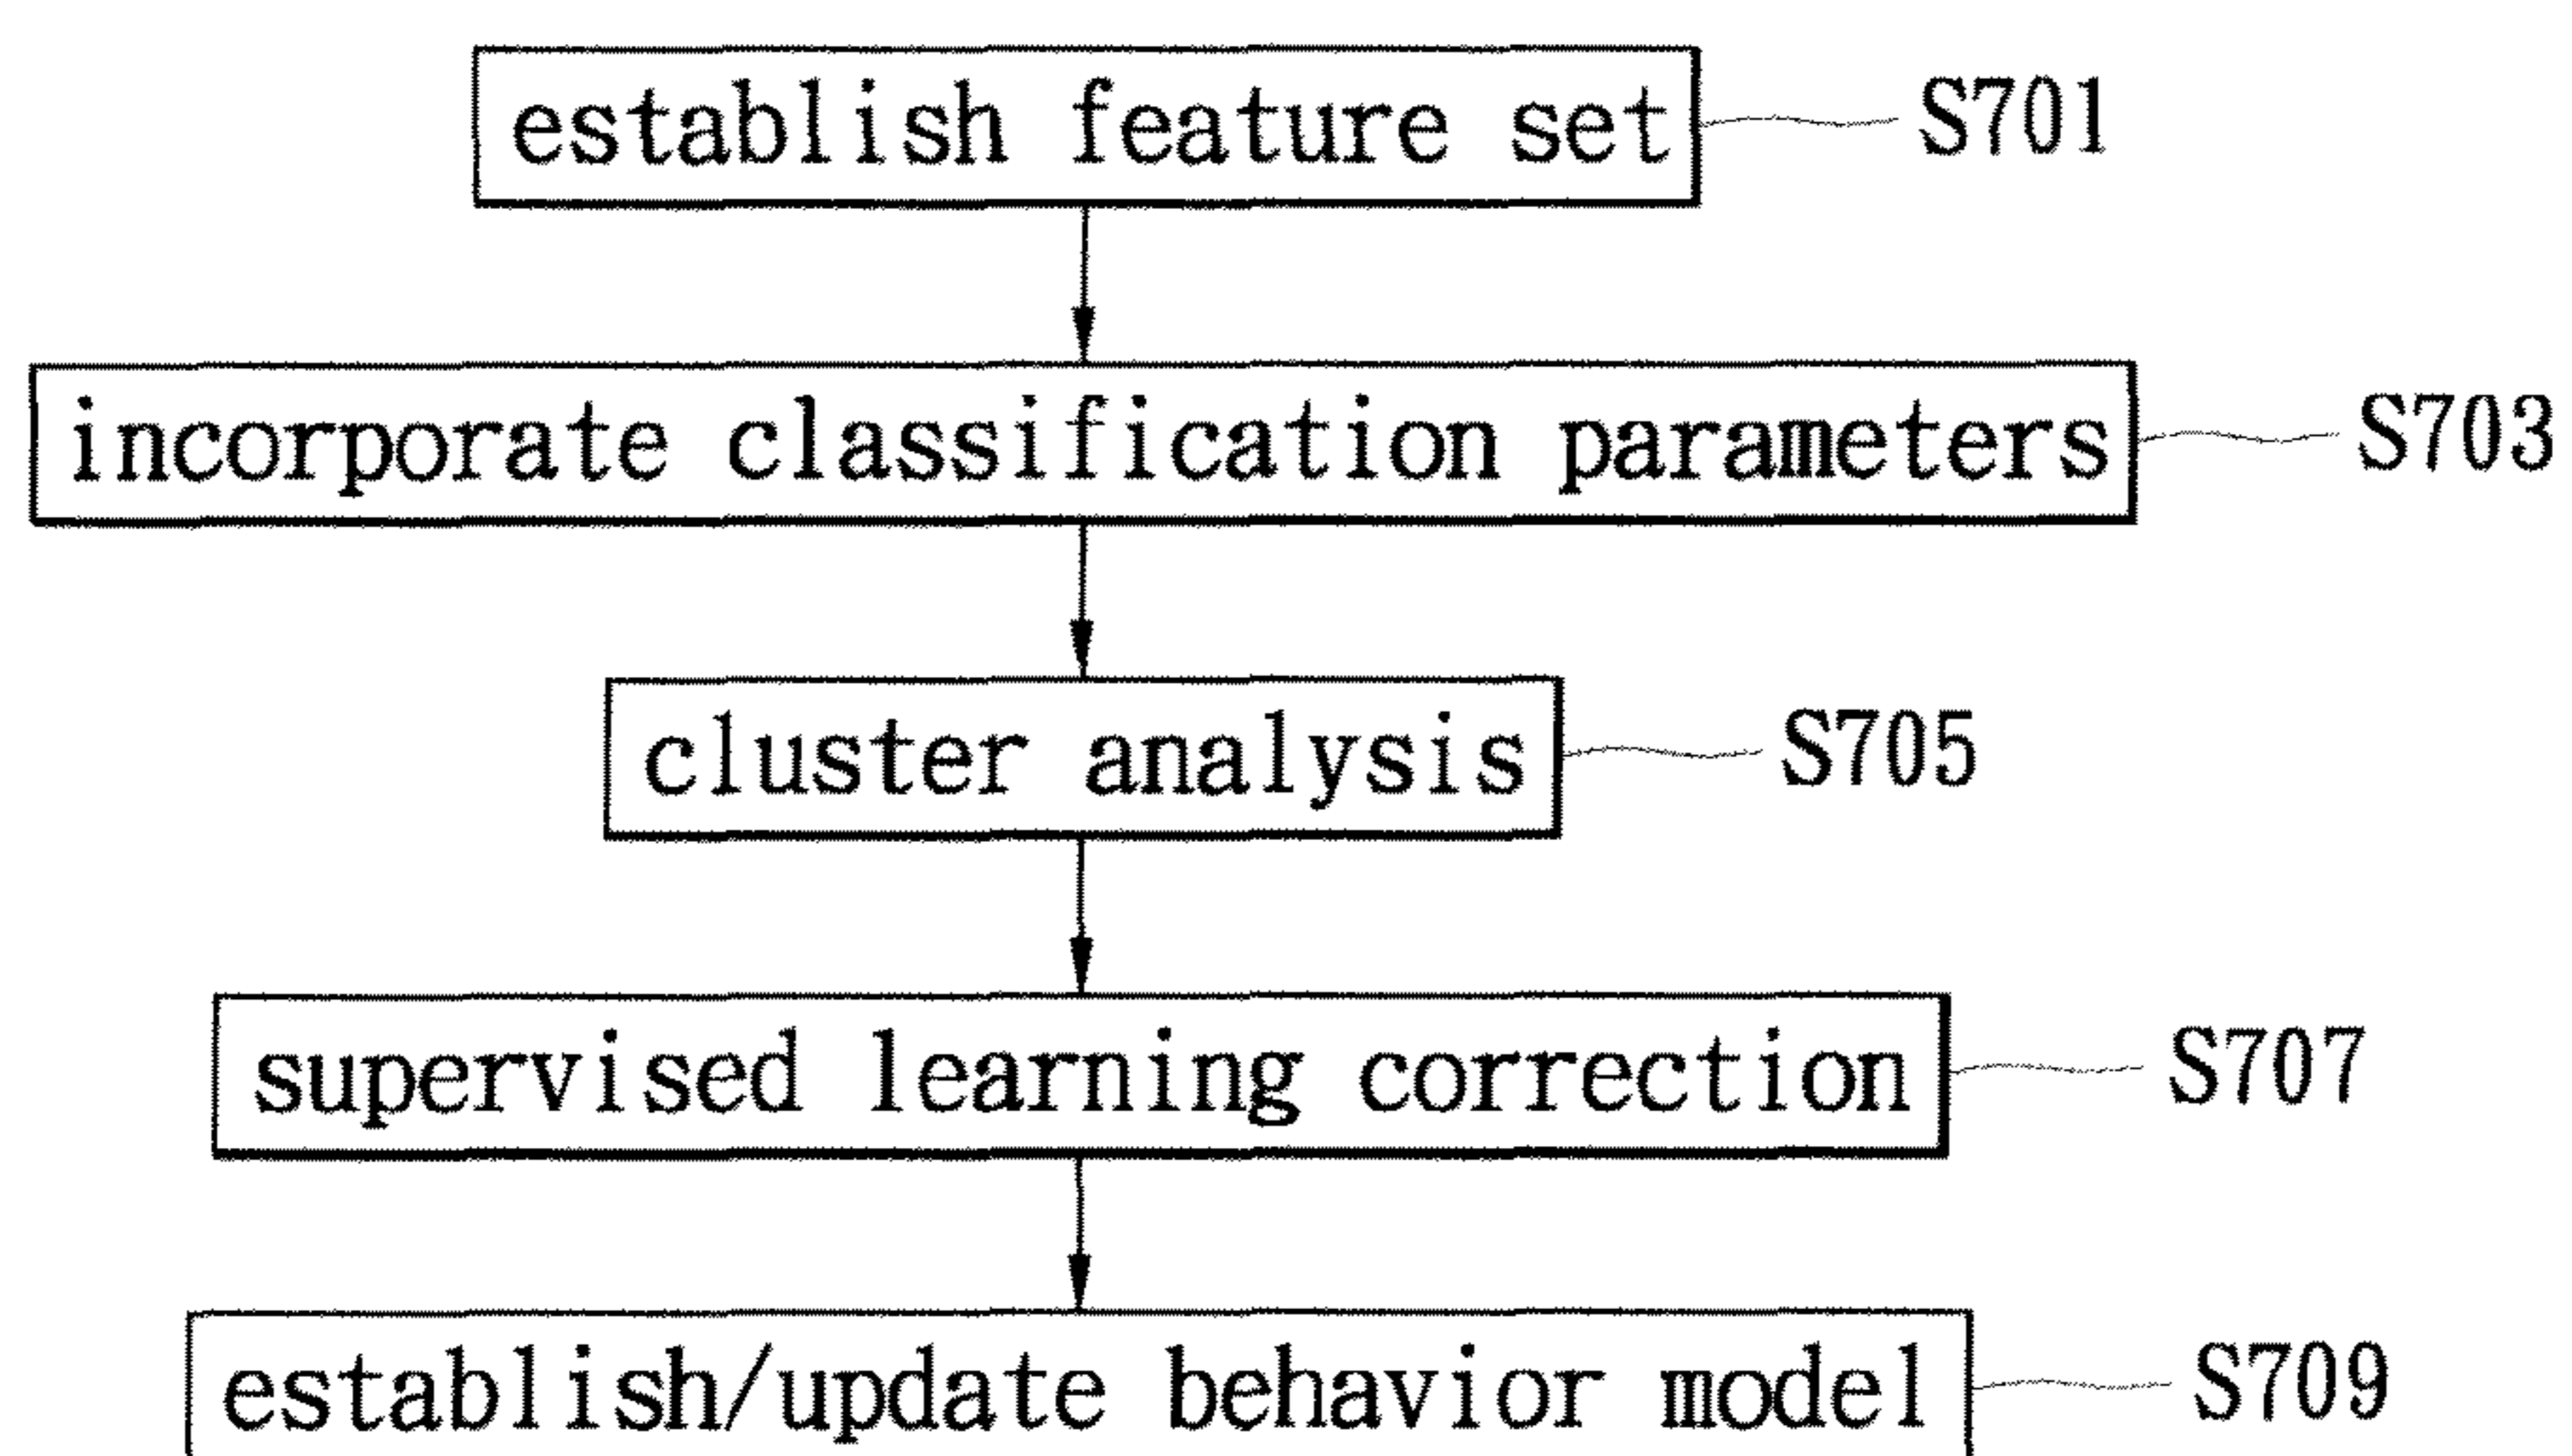 establish feature set S701
incorporate classification parameters S703
cluster analysis S705
supervised learning correction S707
establish/update behavior model S709